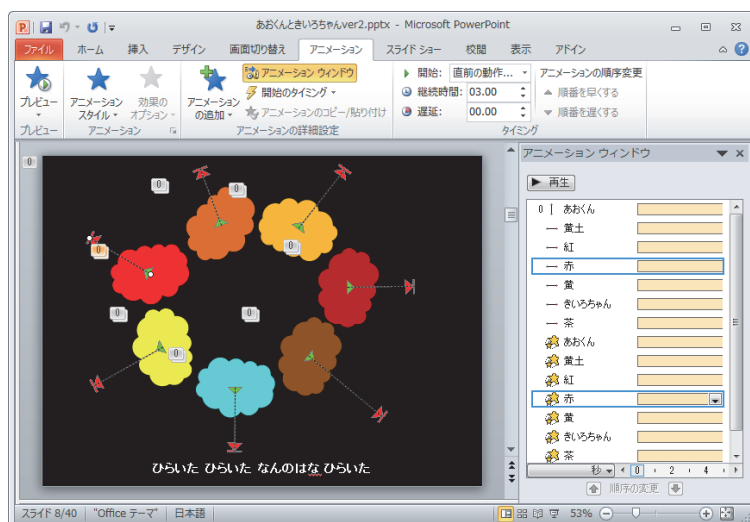 あおくんときいろちゃんver2.pptx - Microsoft PowerPoint
ファイル ホーム 挿入 デザイン 画面切り替え アニメーション スライド ショー 校閲 表示 アドイン
プレビュー
プレビュー
アニメーション スタイル
効果の オプション
アニメーション
アニメーション の追加
アニメーション ウィンドウ
開始のタイミング
アニメーションのコピー/貼り付け
アニメーションの詳細設定
開始: 直前の動作...
継続時間: 03.00
遅延: 00.00
アニメーションの順序変更
順番を早くする
順番を遅くする
タイミング
0
0
0
0
0
0
0
0
ひらいた ひらいた なんのはな ひらいた
アニメーション ウィンドウ
再生
0 あおくん
黄土
紅
赤
黄
きいろちゃん
茶
あおくん
黄土
紅
赤
黄
きいろちゃん
茶
秒 0 2 4
順序の変更
スライド 8/40 "Office テーマ" 日本語 53%